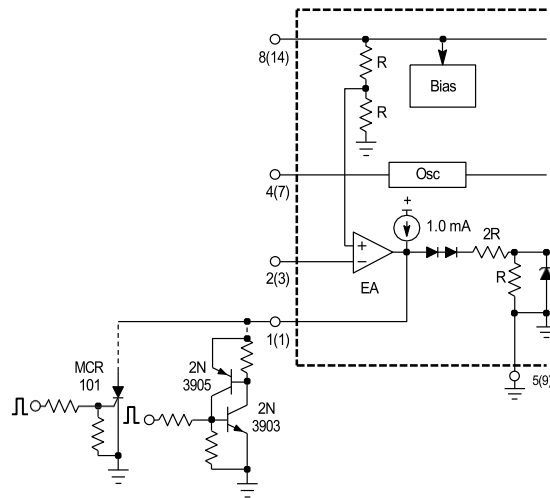 8(14)
R
Bias
R
4(7)
Osc
+
1.0 mA
2R
+
−
R
2(3)
EA
1(1)
5(9)
MCR
101
2N
3905
2N
3903